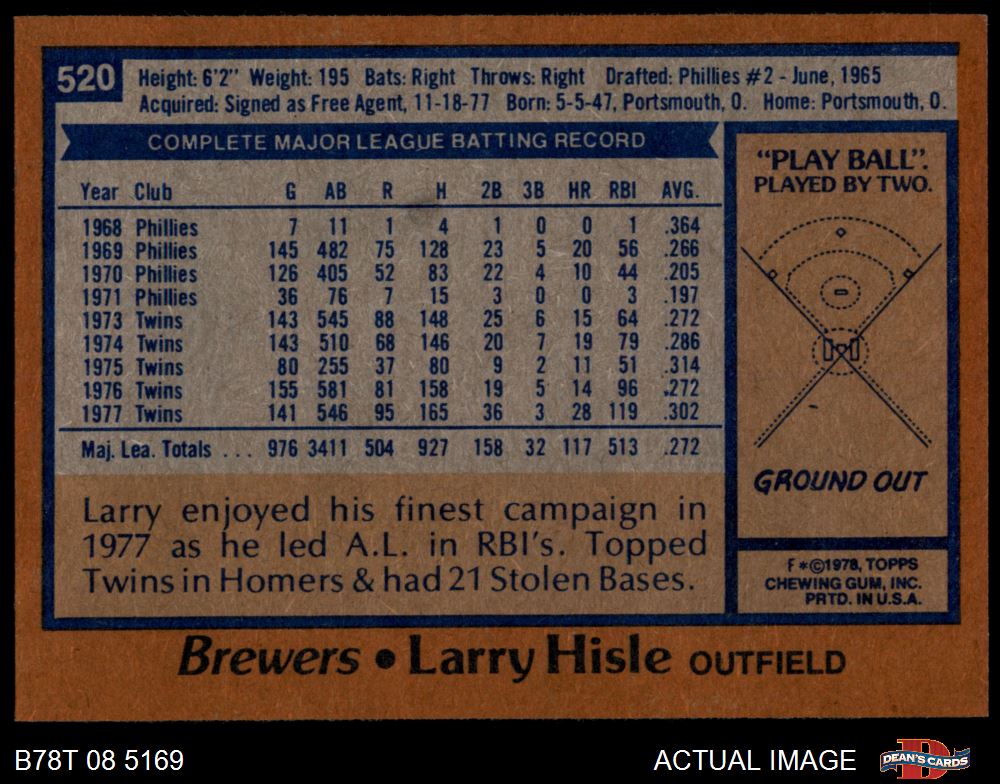 520
Height: 6'2" Weight: 195 Bats: Right Throws: Right Drafted: Phillies #2 - June, 1965
Acquired: Signed as Free Agent, 11-18-77 Born: 5-5-47, Portsmouth, O. Home: Portsmouth, O.
COMPLETE MAJOR LEAGUE BATTING RECORD
Year Club G AB R H 2B 3B HR RBI AVG.
1968 Phillies 7 11 1 4 1 0 0 1 .364
1969 Phillies 145 482 75 128 23 5 20 56 .266
1970 Phillies 126 405 52 83 22 4 10 44 .205
1971 Phillies 36 76 7 15 3 0 0 3 .197
1973 Twins 143 545 88 148 25 6 15 64 .272
1974 Twins 143 510 68 146 20 7 19 79 .286
1975 Twins 80 255 37 80 9 2 11 51 .314
1976 Twins 155 581 81 158 19 5 14 96 .272
1977 Twins 141 546 95 165 36 3 28 119 .302
Maj. Lea. Totals . . . 976 3411 504 927 158 32 117 513 .272
Larry enjoyed his finest campaign in
1977 as he led A.L. in RBI's. Topped
Twins in Homers & had 21 Stolen Bases.
"PLAY BALL".
PLAYED BY TWO.
GROUND OUT
F *©1978, TOPPS
CHEWING GUM, INC.
PRTD. IN U.S.A.
Brewers • Larry Hisle OUTFIELD
B78T 08 5169
ACTUAL IMAGE
DEAN'S CARDS